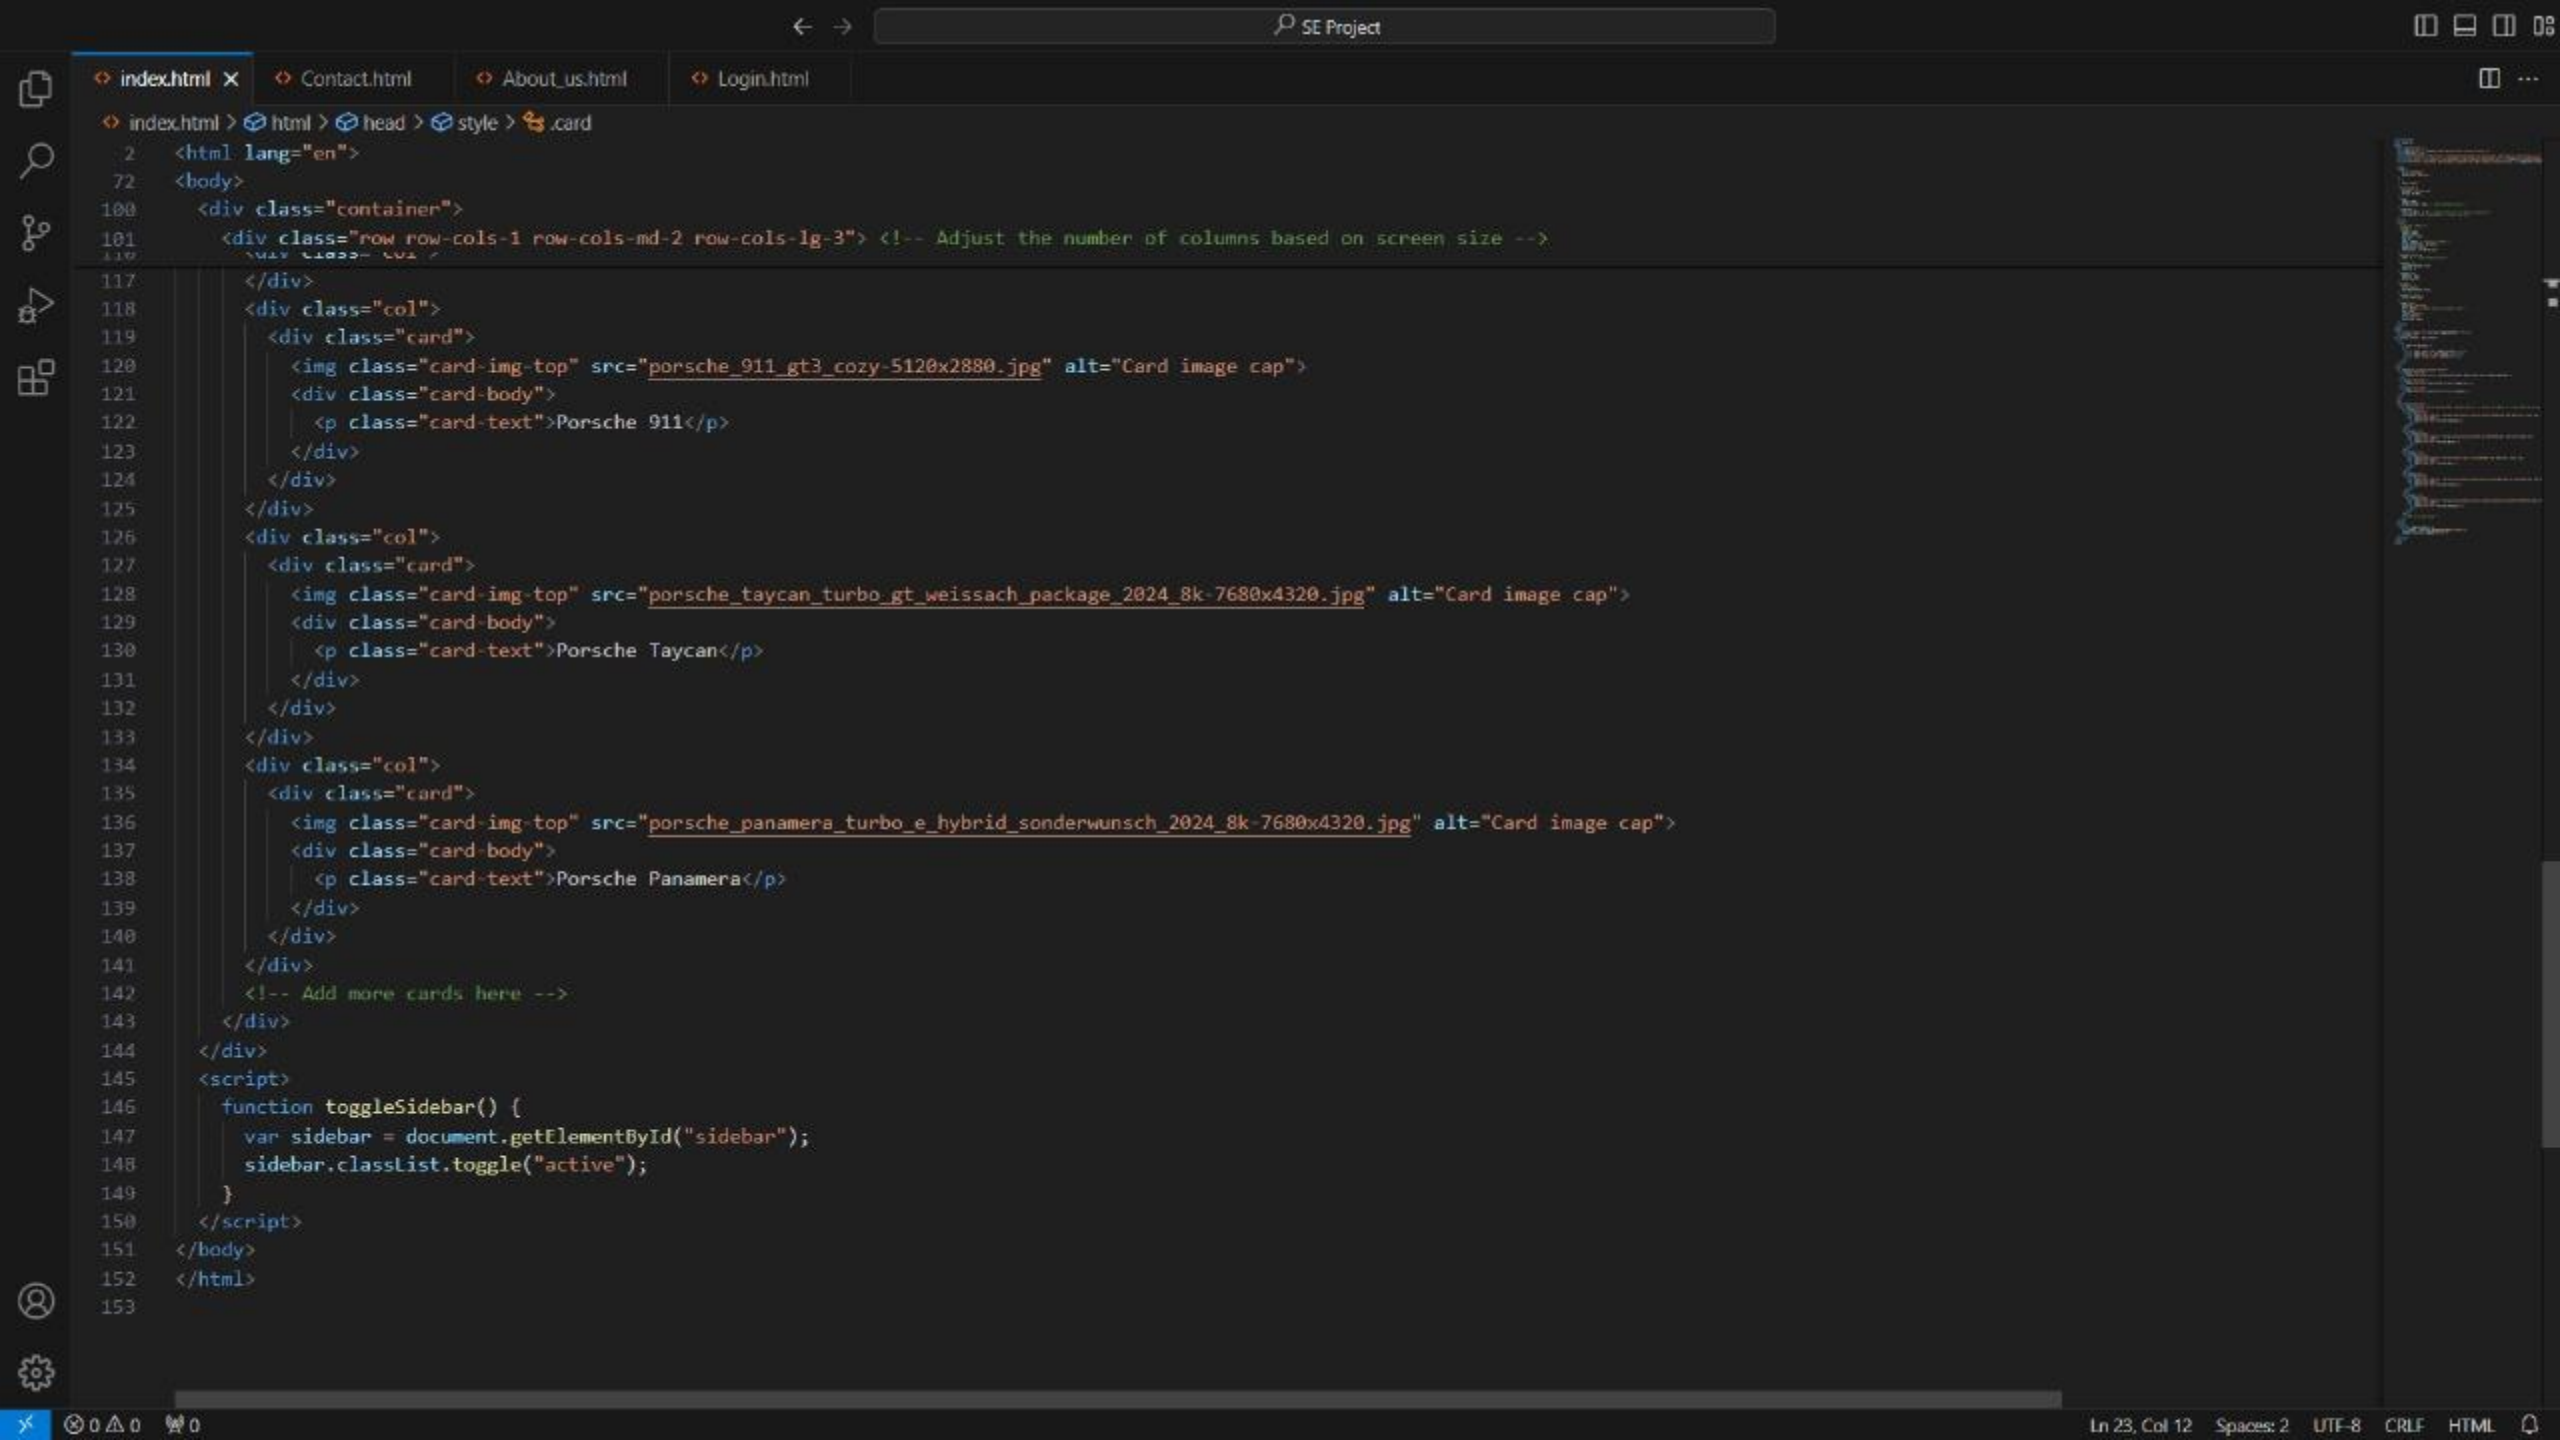 SE Project
index.html Contact.html About_us.html Login.html
index.html > html > head > style > .card
2 <html lang="en">
72 <body>
100 <div class="container">
101 <div class="row row-cols-1 row-cols-md-2 row-cols-lg-3"> <!-- Adjust the number of columns based on screen size -->
116 <div class="col">
117 </div>
118 <div class="col">
119 <div class="card">
120 <img class="card-img-top" src="porsche_911_gt3_cozy-5120x2880.jpg" alt="Card image cap">
121 <div class="card-body">
122 <p class="card-text">Porsche 911</p>
123 </div>
124 </div>
125 </div>
126 <div class="col">
127 <div class="card">
128 <img class="card-img-top" src="porsche_taycan_turbo_gt_weissach_package_2024_8k-7680x4320.jpg" alt="Card image cap">
129 <div class="card-body">
130 <p class="card-text">Porsche Taycan</p>
131 </div>
132 </div>
133 </div>
134 <div class="col">
135 <div class="card">
136 <img class="card-img-top" src="porsche_panamera_turbo_e_hybrid_sonderwunsch_2024_8k-7680x4320.jpg" alt="Card image cap">
137 <div class="card-body">
138 <p class="card-text">Porsche Panamera</p>
139 </div>
140 </div>
141 </div>
142 <!-- Add more cards here -->
143 </div>
144 </div>
145 <script>
146 function toggleSidebar() {
147 var sidebar = document.getElementById("sidebar");
148 sidebar.classList.toggle("active");
149 }
150 </script>
151 </body>
152 </html>
153
0 0 0 Ln 23, Col 12 Spaces: 2 UTF-8 CRLF HTML